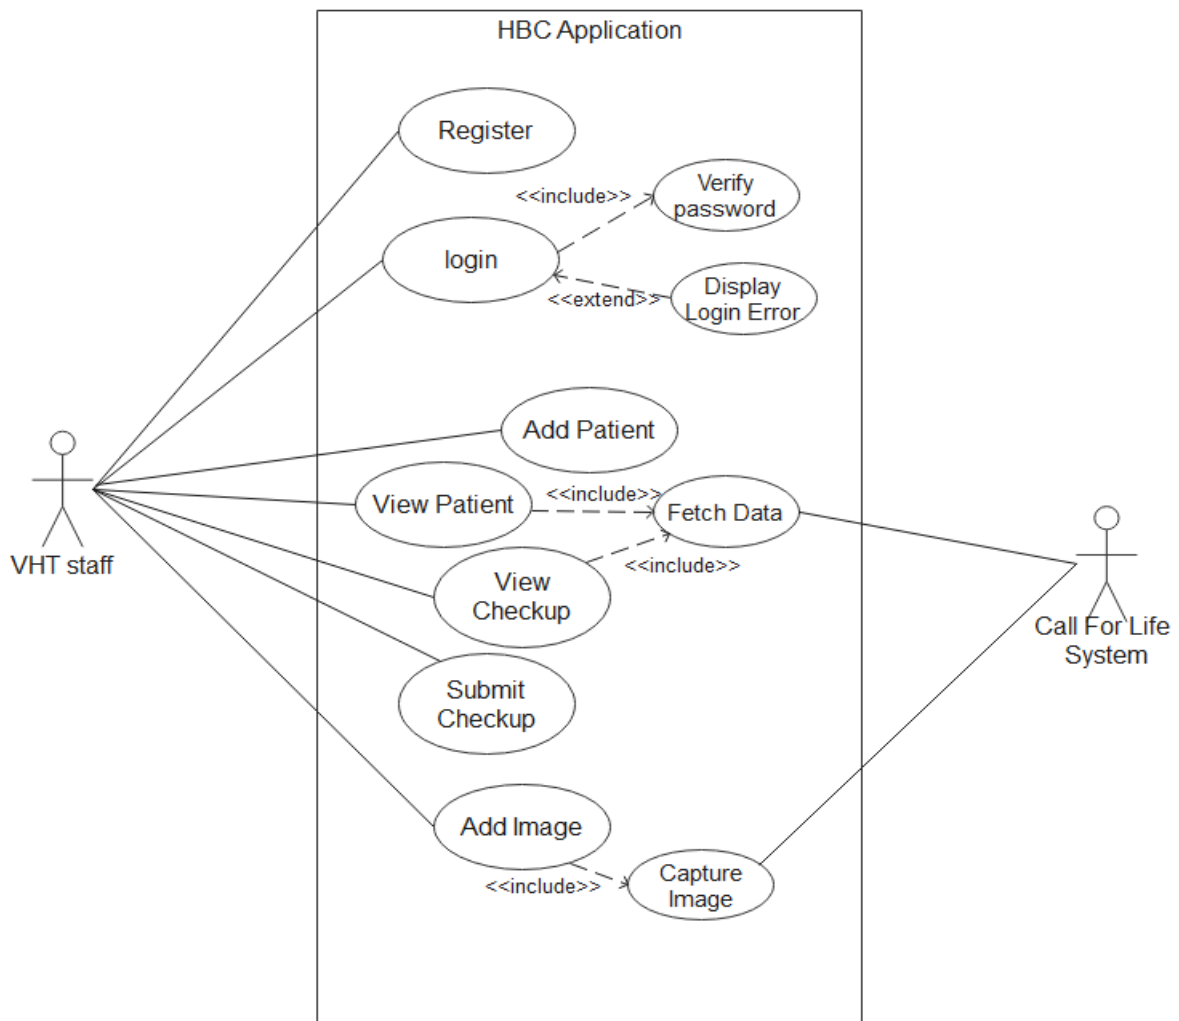 HBC Application
Register
<<include>>
Verify
password
login
<<extend>>
Display
Login Error
Add Patient
View Patient
<<include>>
Fetch Data
<<include>>
View
Checkup
VHT staff
Call For Life
System
Submit
Checkup
Add Image
<<include>>
Capture
Image